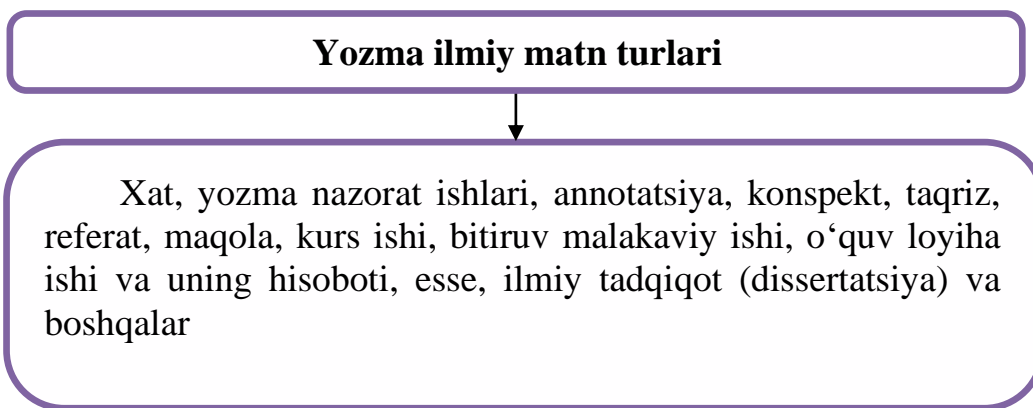 Yozma ilmiy matn turlari
Xat, yozma nazorat ishlari, annotatsiya, konspekt, taqriz,
referat, maqola, kurs ishi, bitiruv malakaviy ishi, o‘quv loyiha
ishi va uning hisoboti, esse, ilmiy tadqiqot (dissertatsiya) va
boshqalar